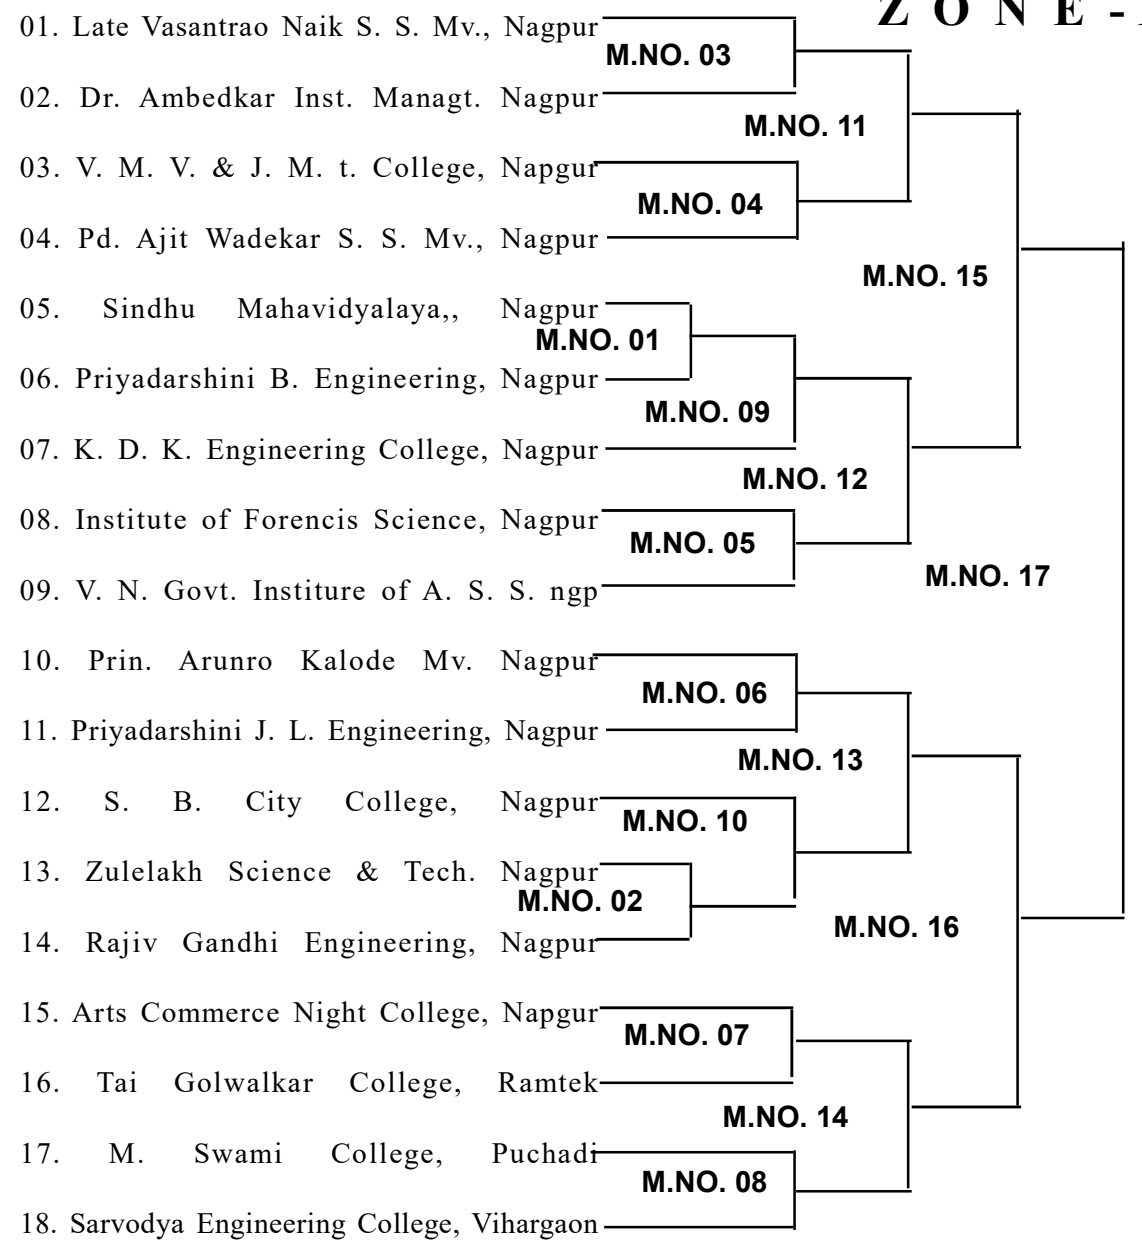 Z O N E -
01. Late Vasantrao Naik S. S. Mv., Nagpur
M.NO. 03
02. Dr. Ambedkar Inst. Managt. Nagpur
M.NO. 11
03. V. M. V. & J. M. t. College, Napgur
M.NO. 04
04. Pd. Ajit Wadekar S. S. Mv., Nagpur
M.NO. 15
05. Sindhu Mahavidyalaya,, Nagpur
M.NO. 01
06. Priyadarshini B. Engineering, Nagpur
M.NO. 09
07. K. D. K. Engineering College, Nagpur
M.NO. 12
08. Institute of Forencis Science, Nagpur
M.NO. 05
M.NO. 17
09. V. N. Govt. Institure of A. S. S. ngp
10. Prin. Arunro Kalode Mv. Nagpur
M.NO. 06
11. Priyadarshini J. L. Engineering, Nagpur
M.NO. 13
12. S. B. City College, Nagpur
M.NO. 10
13. Zulelakh Science & Tech. Nagpur
M.NO. 02
M.NO. 16
14. Rajiv Gandhi Engineering, Nagpur
15. Arts Commerce Night College, Napgur
M.NO. 07
16. Tai Golwalkar College, Ramtek
M.NO. 14
17. M. Swami College, Puchadi
M.NO. 08
18. Sarvodya Engineering College, Vihargaon